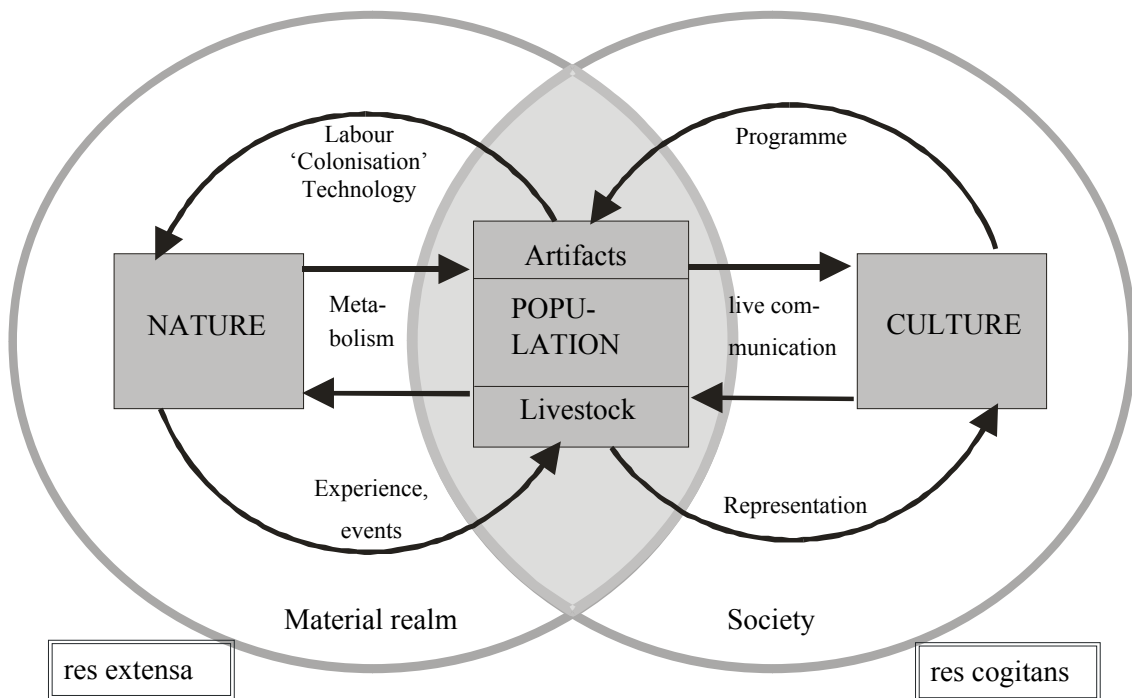 Labour
‘Colonisation’
Technology
Programme
NATURE
Meta-
bolism
Artifacts
POPU-
LATION
Livestock
live com-
munication
CULTURE
Experience,
events
Representation
Material realm
Society
res extensa
res cogitans